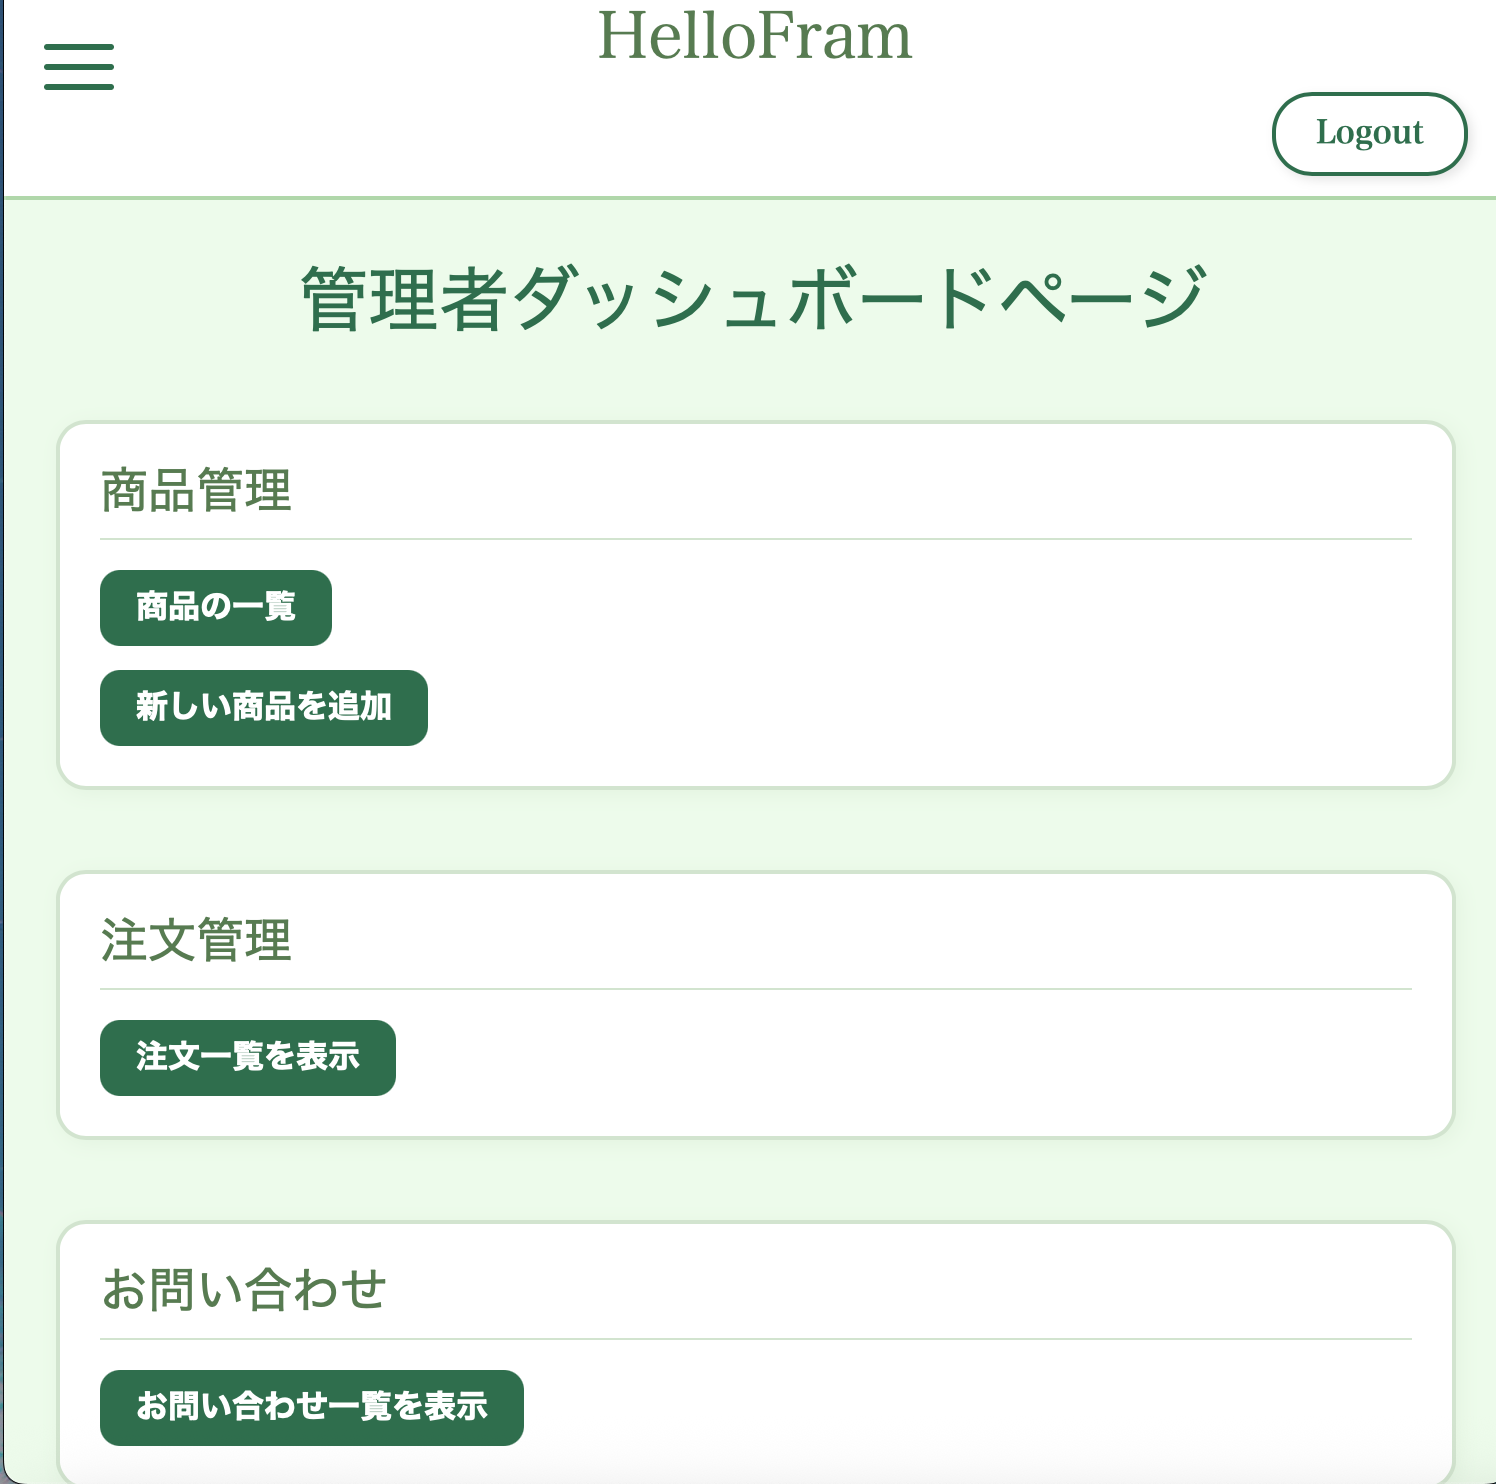 HelloFram
Logout
管理者ダッシュボードページ
商品管理
商品の一覧
新しい商品を追加
注文管理
注文一覧を表示
お問い合わせ
お問い合わせ一覧を表示